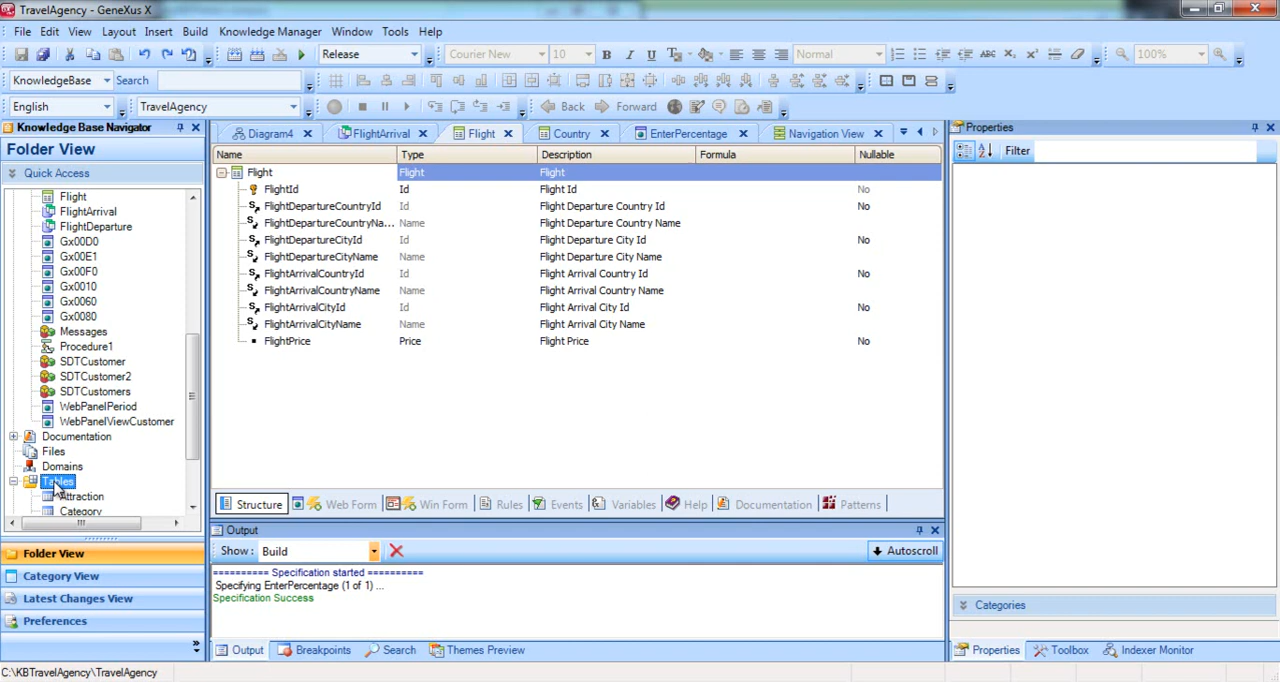 TravelAgency - GeneXus X
File Edit View Layout Insert Build Knowledge Manager Window Tools Help
Release Courier New 10 Normal 100%
KnowledgeBase Search
English TravelAgency Back Forward
Knowledge Base Navigator
Folder View
Quick Access
Flight
FlightArrival
FlightDeparture
Gx00D0
Gx00E1
Gx00F0
Gx0010
Gx0060
Gx0080
Messages
Procedure1
SDTCustomer
SDTCustomer2
SDTCustomers
WebPanelPeriod
WebPanelViewCustomer
Documentation
Files
Domains
Tables
Attraction
Category
Folder View
Category View
Latest Changes View
Preferences
Diagram4 FlightArrival Flight Country EnterPercentage Navigation View
Name Type Description Formula Nullable
Flight Flight Flight
FlightId Id Flight Id No
FlightDepartureCountryId Id Flight Departure Country Id No
FlightDepartureCountryNa... Name Flight Departure Country Name
FlightDepartureCityId Id Flight Departure City Id No
FlightDepartureCityName Name Flight Departure City Name
FlightArrivalCountryId Id Flight Arrival Country Id No
FlightArrivalCountryName Name Flight Arrival Country Name
FlightArrivalCityId Id Flight Arrival City Id No
FlightArrivalCityName Name Flight Arrival City Name
FlightPrice Price Flight Price No
Structure Web Form Win Form Rules Events Variables Help Documentation Patterns
Output
Show: Build Autoscroll
========== Specification started ==========
Specifying EnterPercentage (1 of 1) ...
Specification Success
Output Breakpoints Search Themes Preview
Properties
Filter
Categories
Properties Toolbox Indexer Monitor
C:\KBTravelAgency\TravelAgency